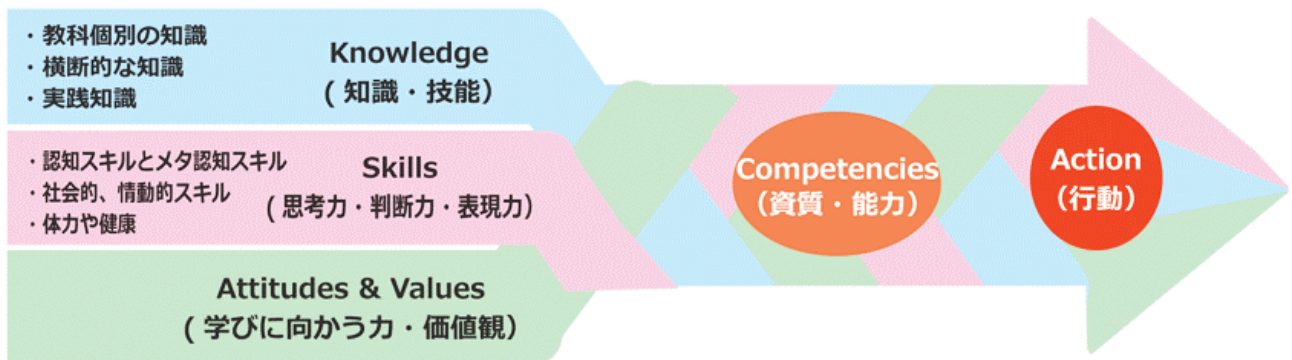 ・教科個別の知識
・横断的な知識
・実践知識
Knowledge
( 知識・技能）
・認知スキルとメタ認知スキル
・社会的、情動的スキル
・体力や健康
Skills
( 思考力・判断力・表現力）
Attitudes & Values
( 学びに向かう力・価値観）
Competencies
（資質・能力）
Action
（行動）